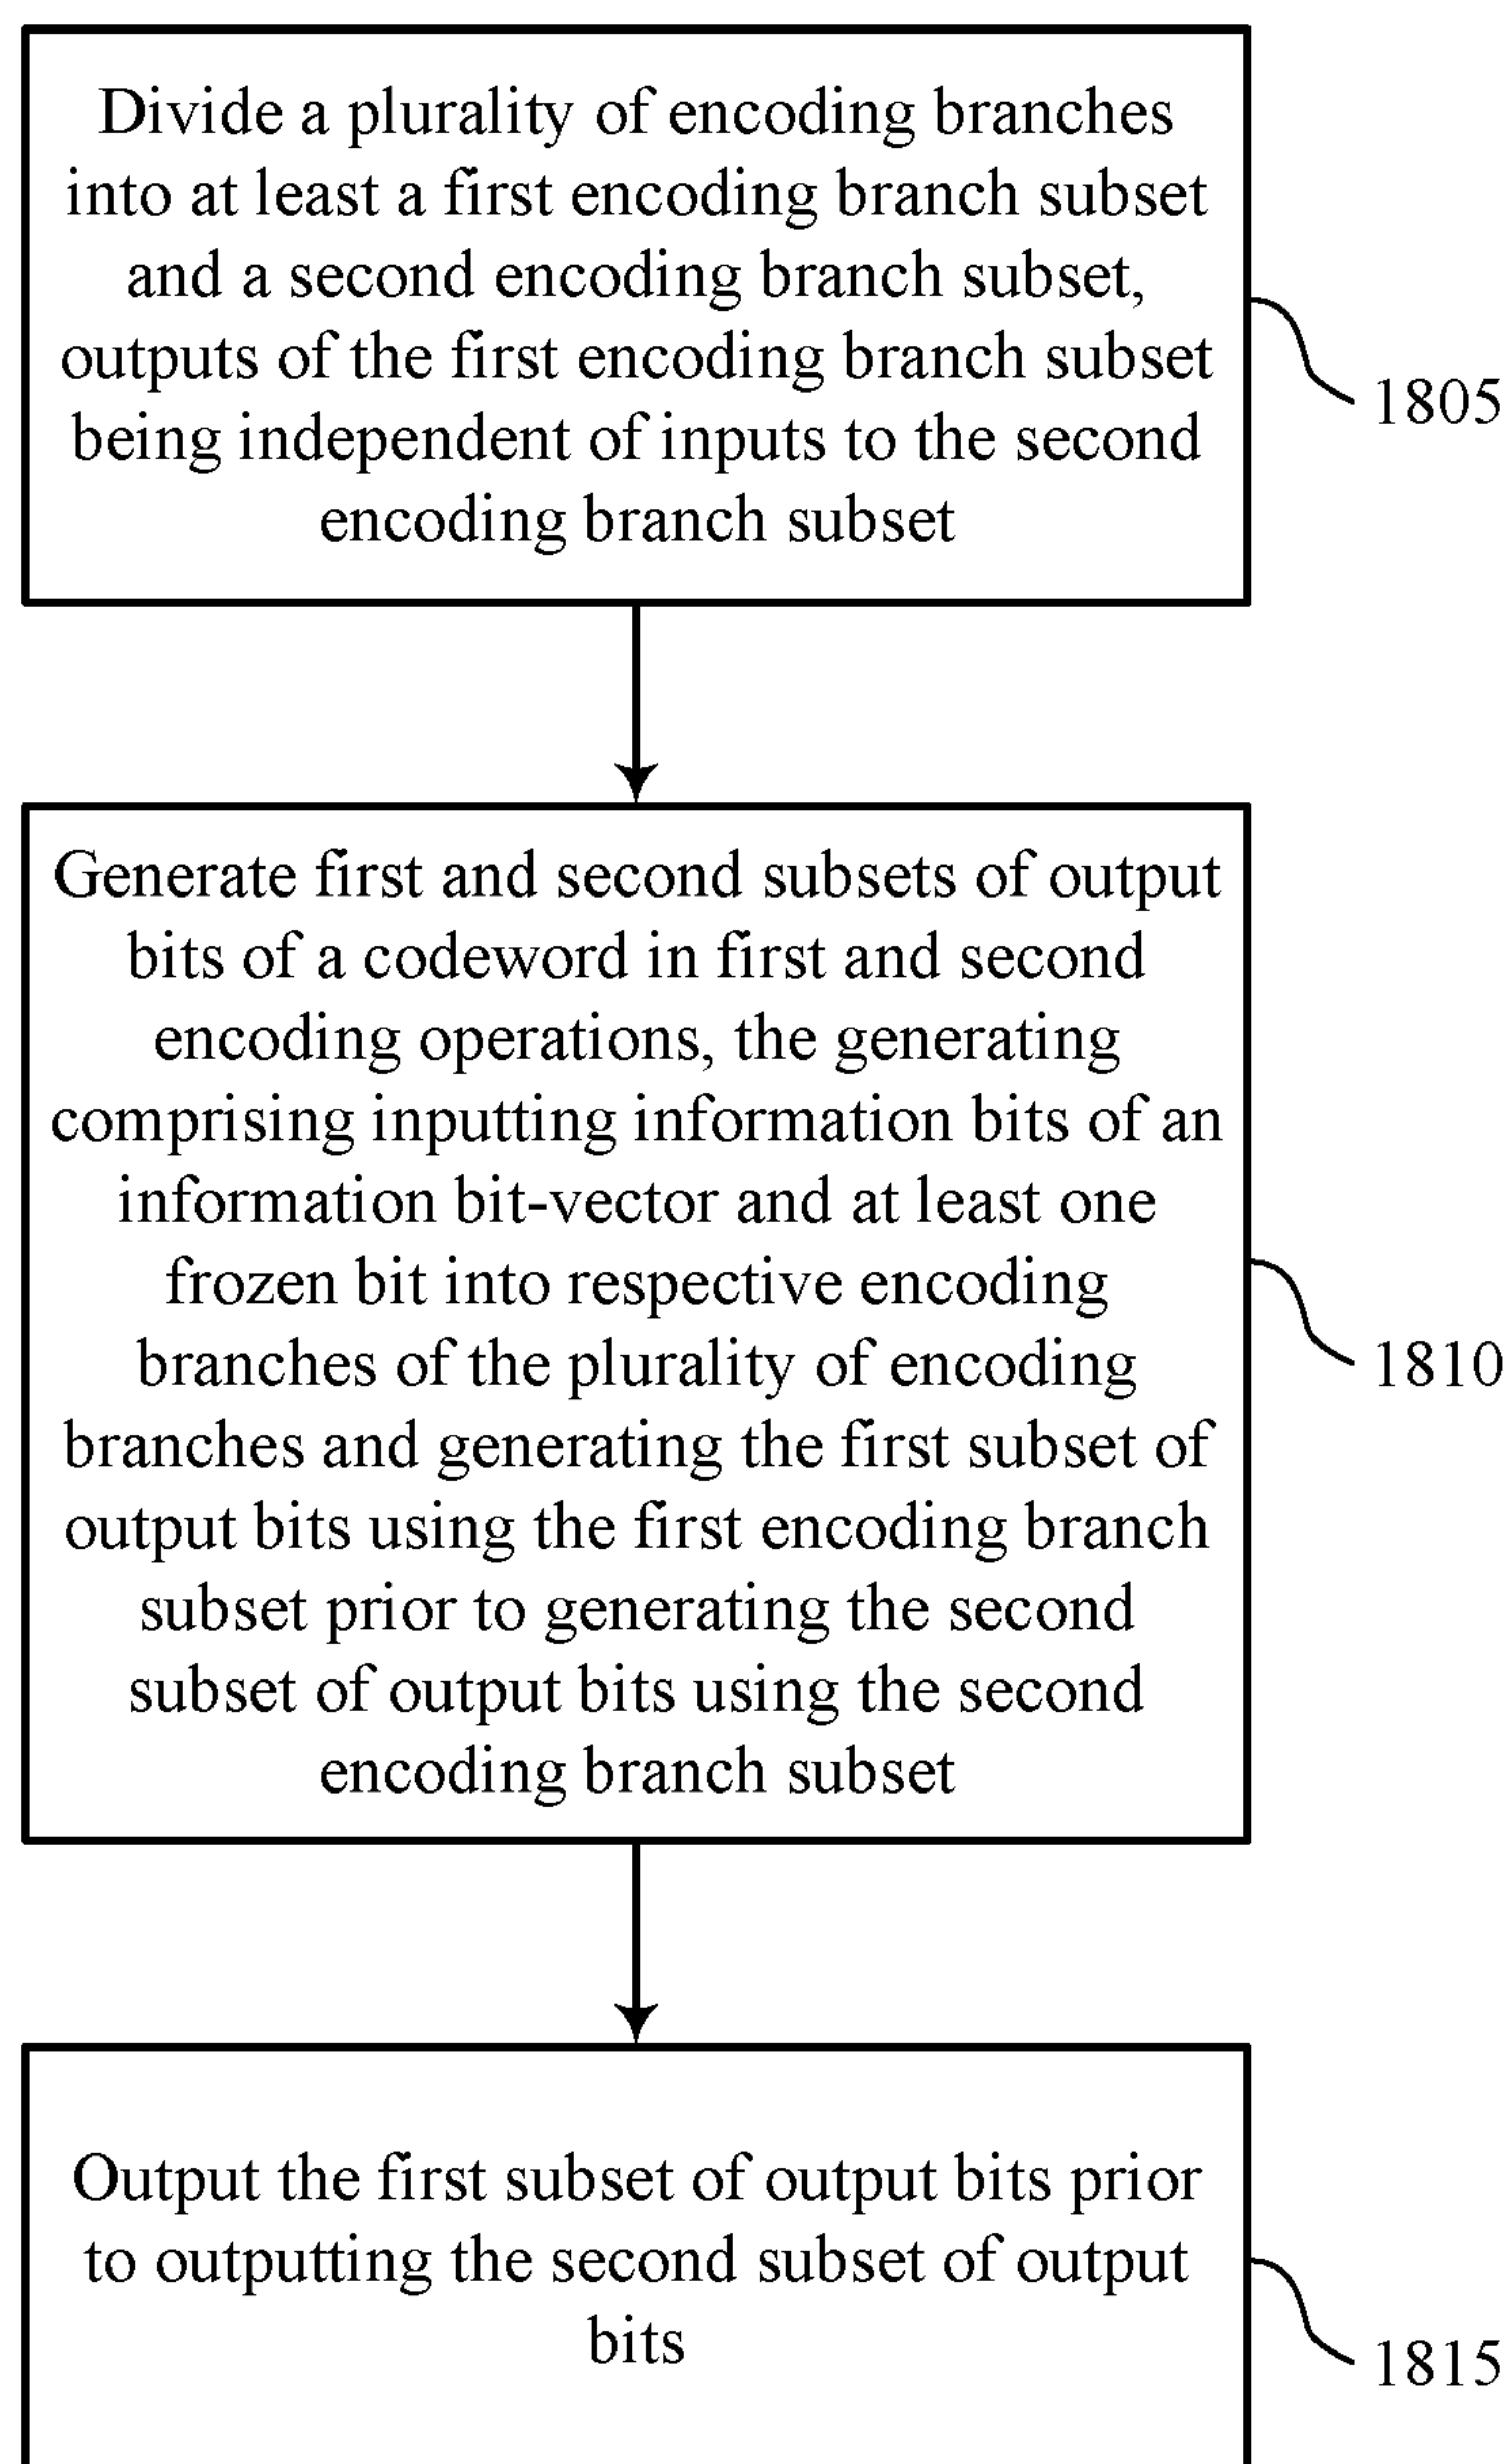 Divide a plurality of encoding branches
into at least a first encoding branch subset
and a second encoding branch subset,
outputs of the first encoding branch subset
being independent of inputs to the second
encoding branch subset
1805
Generate first and second subsets of output
bits of a codeword in first and second
encoding operations, the generating
comprising inputting information bits of an
information bit-vector and at least one
frozen bit into respective encoding
branches of the plurality of encoding
branches and generating the first subset of
output bits using the first encoding branch
subset prior to generating the second
subset of output bits using the second
encoding branch subset
1810
Output the first subset of output bits prior
to outputting the second subset of output
bits
1815